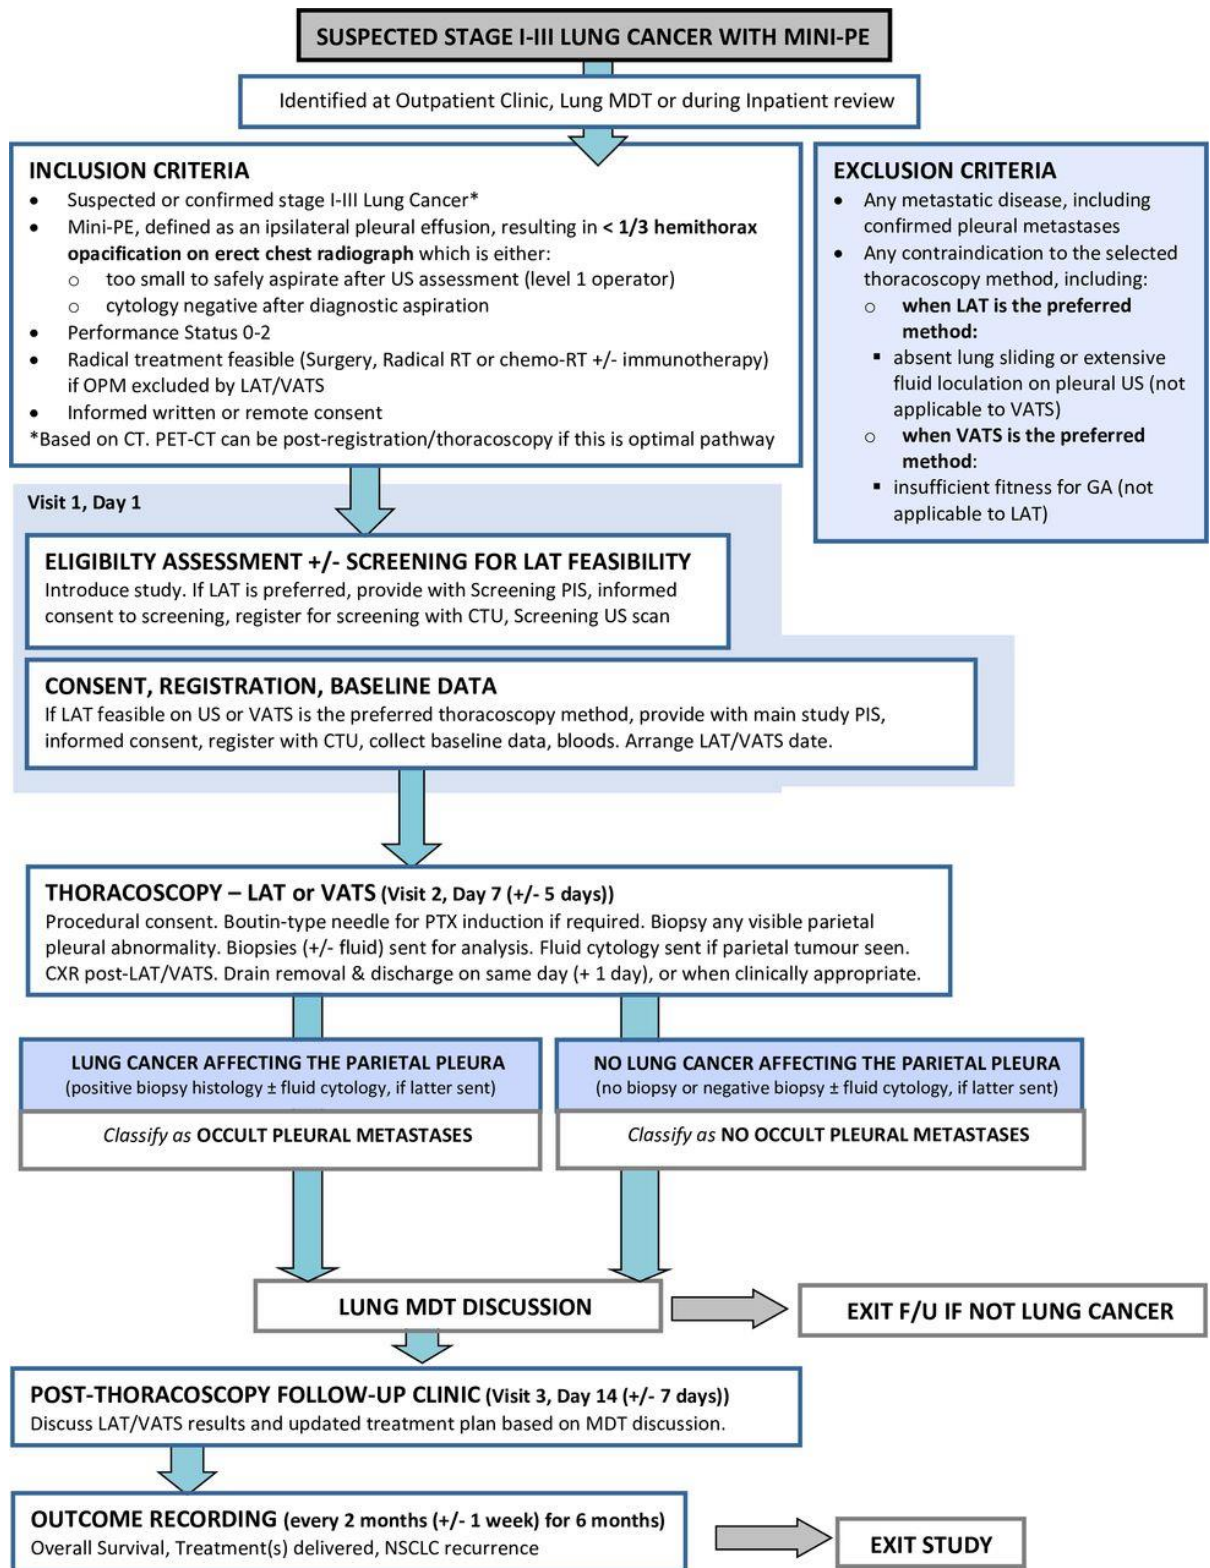 SUSPECTED STAGE I-III LUNG CANCER WITH MINI-PE
Identified at Outpatient Clinic, Lung MDT or during Inpatient review
INCLUSION CRITERIA
• Suspected or confirmed stage I-III Lung Cancer*
• Mini-PE, defined as an ipsilateral pleural effusion, resulting in < 1/3 hemithorax
opacification on erect chest radiograph which is either:
o too small to safely aspirate after US assessment (level 1 operator)
o cytology negative after diagnostic aspiration
• Performance Status 0-2
• Radical treatment feasible (Surgery, Radical RT or chemo-RT +/- immunotherapy)
if OPM excluded by LAT/VATS
• Informed written or remote consent
*Based on CT. PET-CT can be post-registration/thoracoscopy if this is optimal pathway
EXCLUSION CRITERIA
• Any metastatic disease, including
confirmed pleural metastases
• Any contraindication to the selected
thoracoscopy method, including:
o when LAT is the preferred
method:
▪ absent lung sliding or extensive
fluid loculation on pleural US (not
applicable to VATS)
o when VATS is the preferred
method:
▪ insufficient fitness for GA (not
applicable to LAT)
Visit 1, Day 1
ELIGIBILTY ASSESSMENT +/- SCREENING FOR LAT FEASIBILITY
Introduce study. If LAT is preferred, provide with Screening PIS, informed
consent to screening, register for screening with CTU, Screening US scan
CONSENT, REGISTRATION, BASELINE DATA
If LAT feasible on US or VATS is the preferred thoracoscopy method, provide with main study PIS,
informed consent, register with CTU, collect baseline data, bloods. Arrange LAT/VATS date.
THORACOSCOPY – LAT or VATS (Visit 2, Day 7 (+/- 5 days))
Procedural consent. Boutin-type needle for PTX induction if required. Biopsy any visible parietal
pleural abnormality. Biopsies (+/- fluid) sent for analysis. Fluid cytology sent if parietal tumour seen.
CXR post-LAT/VATS. Drain removal & discharge on same day (+ 1 day), or when clinically appropriate.
LUNG CANCER AFFECTING THE PARIETAL PLEURA
(positive biopsy histology ± fluid cytology, if latter sent)
Classify as OCCULT PLEURAL METASTASES
NO LUNG CANCER AFFECTING THE PARIETAL PLEURA
(no biopsy or negative biopsy ± fluid cytology, if latter sent)
Classify as NO OCCULT PLEURAL METASTASES
LUNG MDT DISCUSSION
EXIT F/U IF NOT LUNG CANCER
POST-THORACOSCOPY FOLLOW-UP CLINIC (Visit 3, Day 14 (+/- 7 days))
Discuss LAT/VATS results and updated treatment plan based on MDT discussion.
OUTCOME RECORDING (every 2 months (+/- 1 week) for 6 months)
Overall Survival, Treatment(s) delivered, NSCLC recurrence
EXIT STUDY